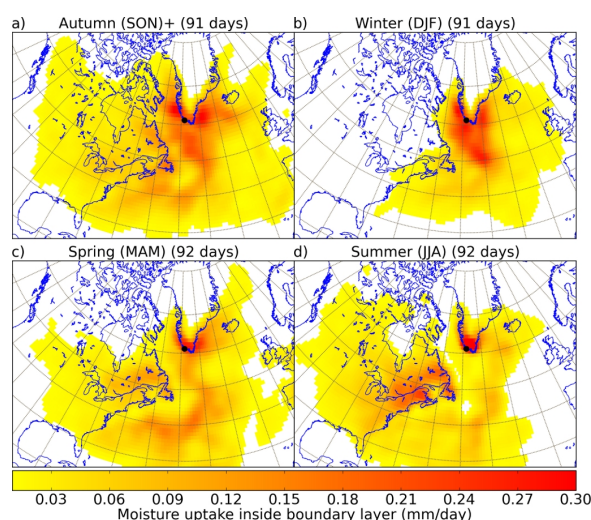 a) Autumn (SON)+ (91 days)
b) Winter (DJF) (91 days)
c) Spring (MAM) (92 days)
d) Summer (JJA) (92 days)
0.03 0.06 0.09 0.12 0.15 0.18 0.21 0.24 0.27 0.30
Moisture uptake inside boundary layer (mm/day)